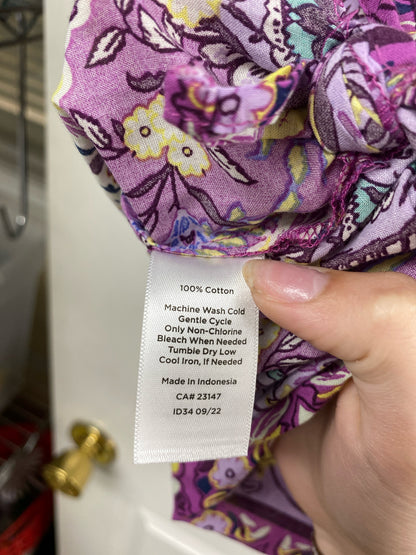 100% Cotton
Machine Wash Cold
Gentle Cycle
Only Non-Chlorine
Bleach When Needed
Tumble Dry Low
Cool Iron, If Needed
Made In Indonesia
CA# 23147
ID34 09/22